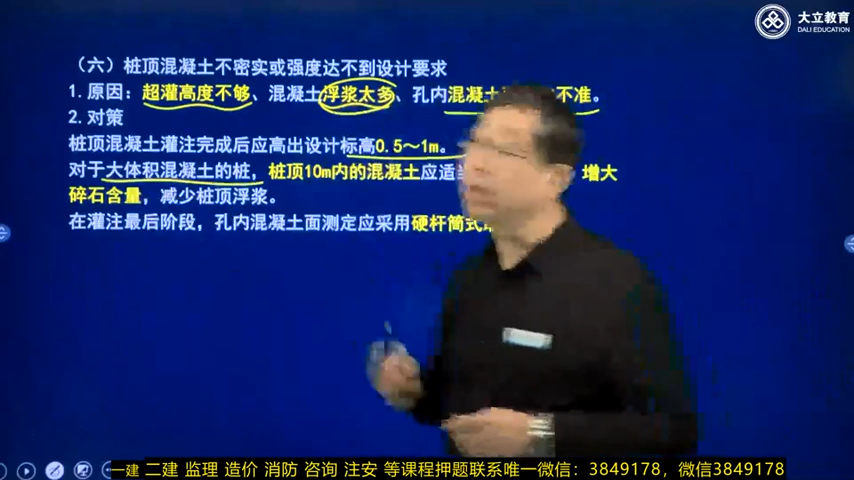 大立教育
DALI EDUCATION
（六）桩顶混凝土不密实或强度达不到设计要求
1.原因：超灌高度不够、混凝土浮浆太多、孔内混凝土 不准。
2.对策
桩顶混凝土灌注完成后应高出设计标高0.5～1m。
对于大体积混凝土的桩，桩顶10m内的混凝土应适 增大
碎石含量，减少桩顶浮浆。
在灌注最后阶段，孔内混凝土面测定应采用硬杆筒式
一建 二建 监理 造价 消防 咨询 注安 等课程押题联系唯一微信：3849178，微信3849178